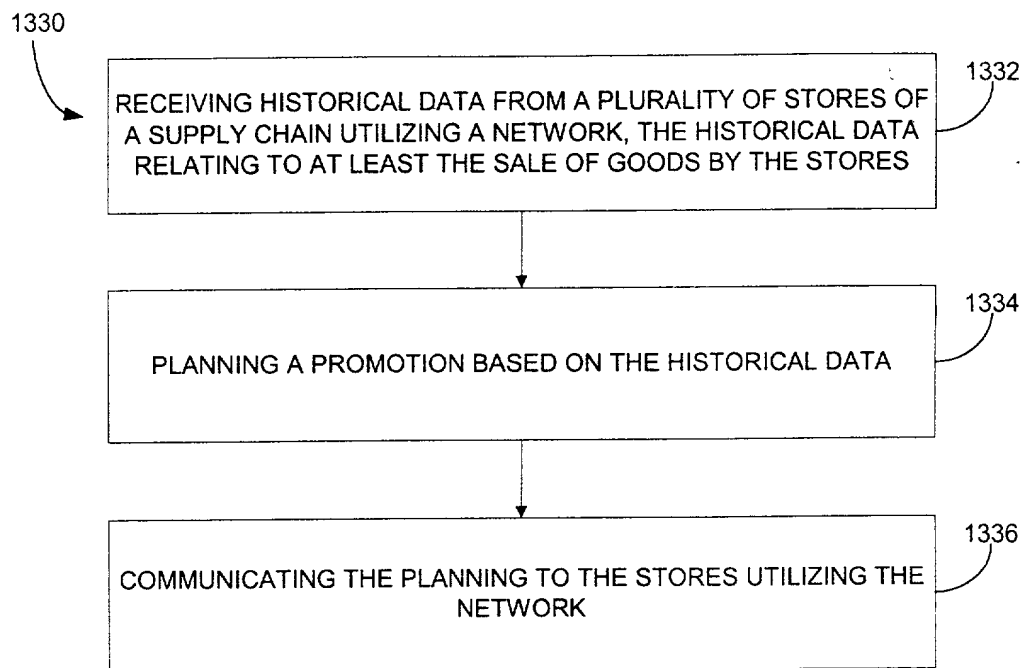 1330
1332
RECEIVING HISTORICAL DATA FROM A PLURALITY OF STORES OF
A SUPPLY CHAIN UTILIZING A NETWORK, THE HISTORICAL DATA
RELATING TO AT LEAST THE SALE OF GOODS BY THE STORES
1334
PLANNING A PROMOTION BASED ON THE HISTORICAL DATA
1336
COMMUNICATING THE PLANNING TO THE STORES UTILIZING THE
NETWORK